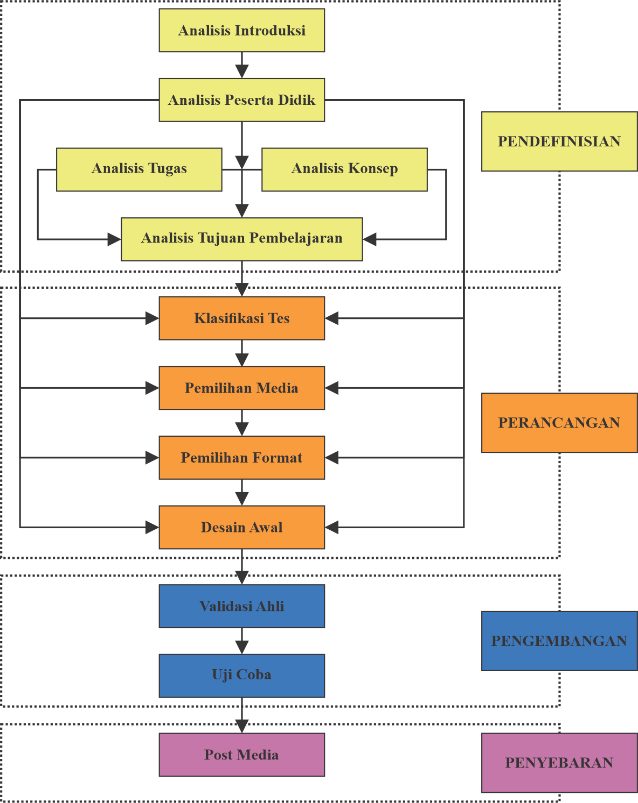 Analisis Introduksi
Analisis Peserta Didik
PENDEFINISIAN
Analisis Tugas
Analisis Konsep
Analisis Tujuan Pembelajaran
Klasifikasi Tes
Pemilihan Media
PERANCANGAN
Pemilihan Format
Desain Awal
Validasi Ahli
PENGEMBANGAN
Uji Coba
Post Media
PENYEBARAN